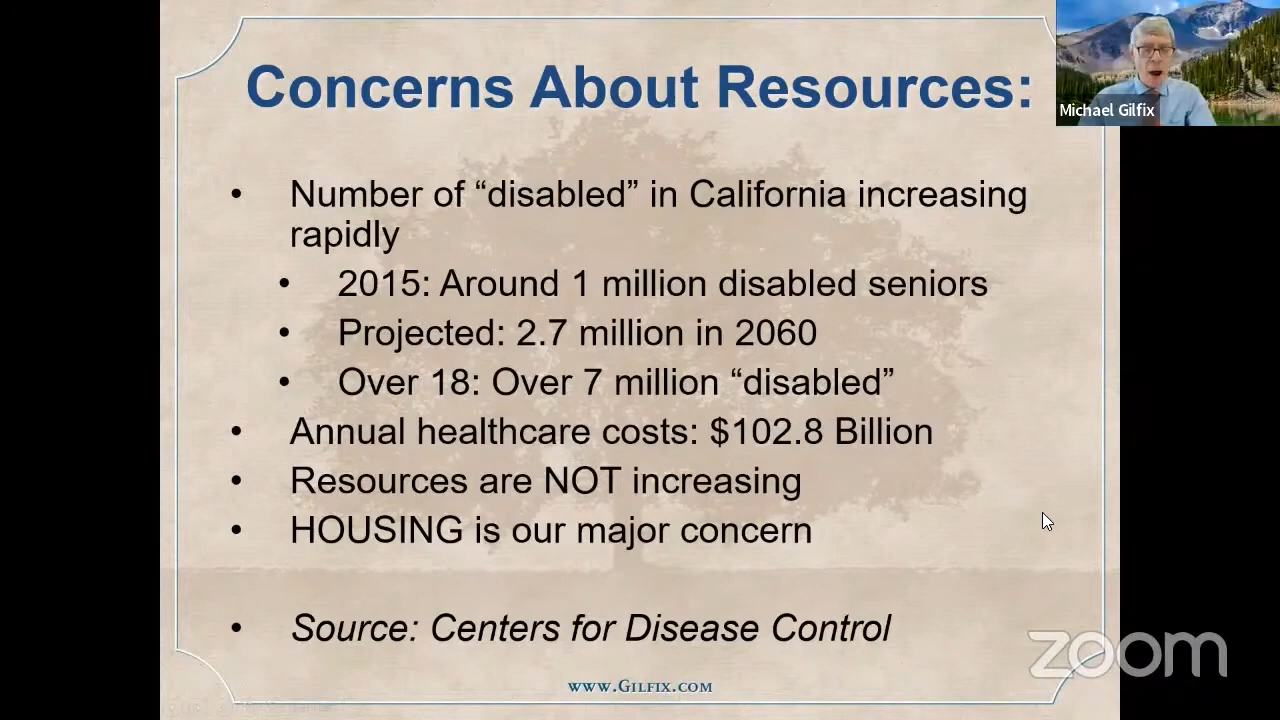 Concerns About Resources:
Michael Gilfix
• Number of “disabled” in California increasing
rapidly
• 2015: Around 1 million disabled seniors
• Projected: 2.7 million in 2060
• Over 18: Over 7 million “disabled”
• Annual healthcare costs: $102.8 Billion
• Resources are NOT increasing
• HOUSING is our major concern
• Source: Centers for Disease Control
zoom
www.Gilfix.com